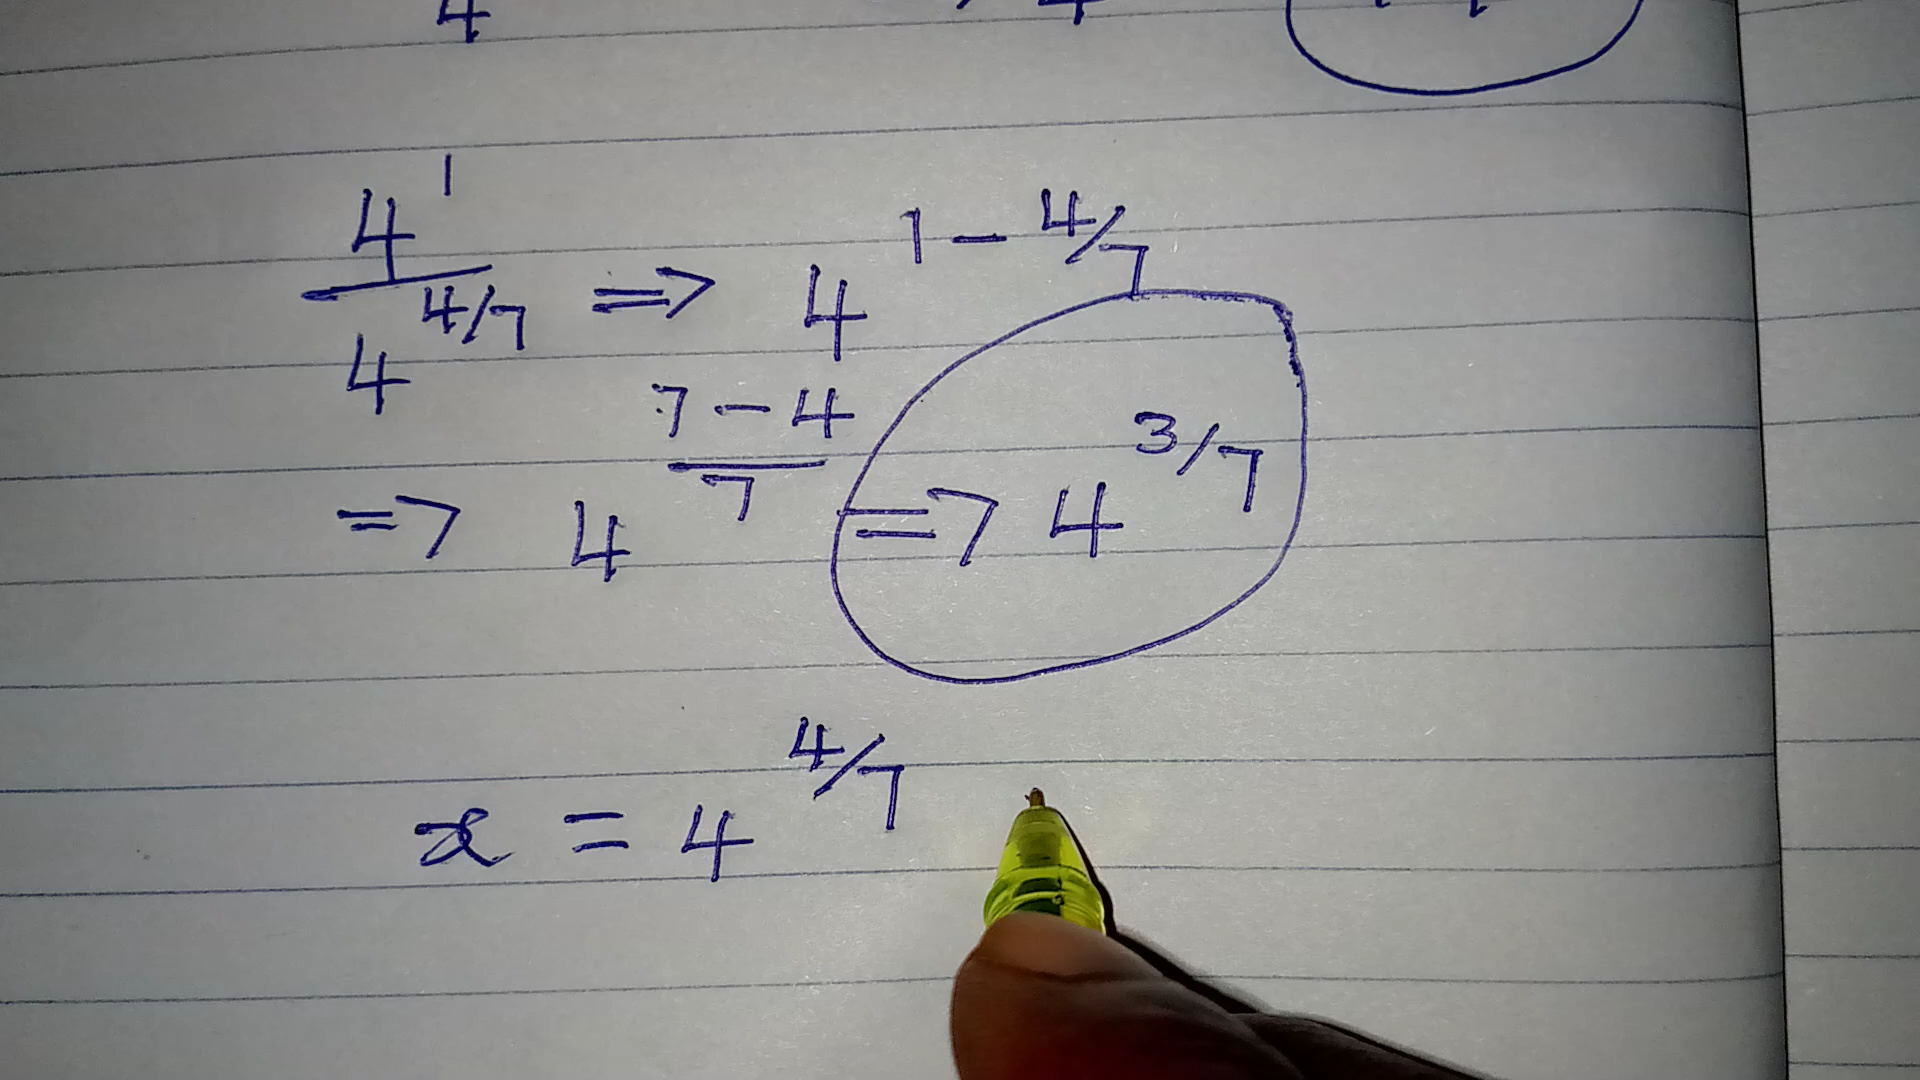 4 4
4^1 / 4^4/7 => 4^1 - 4/7
=> 4^(7 - 4)/7 => 4^3/7
x = 4^4/7